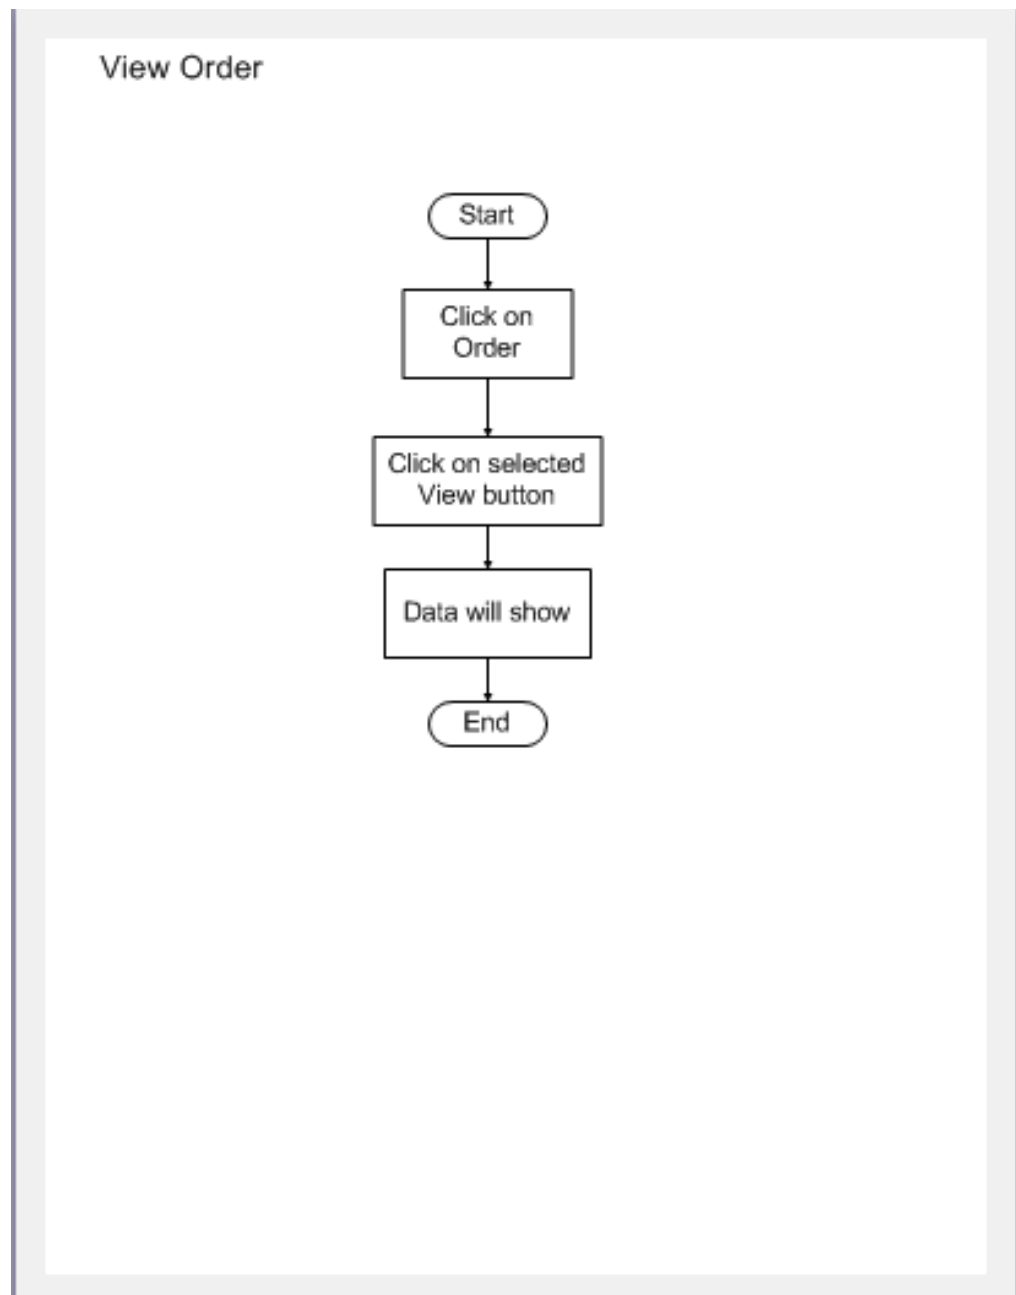 View Order
Start
Click on
Order
Click on selected
View button
Data will show
End